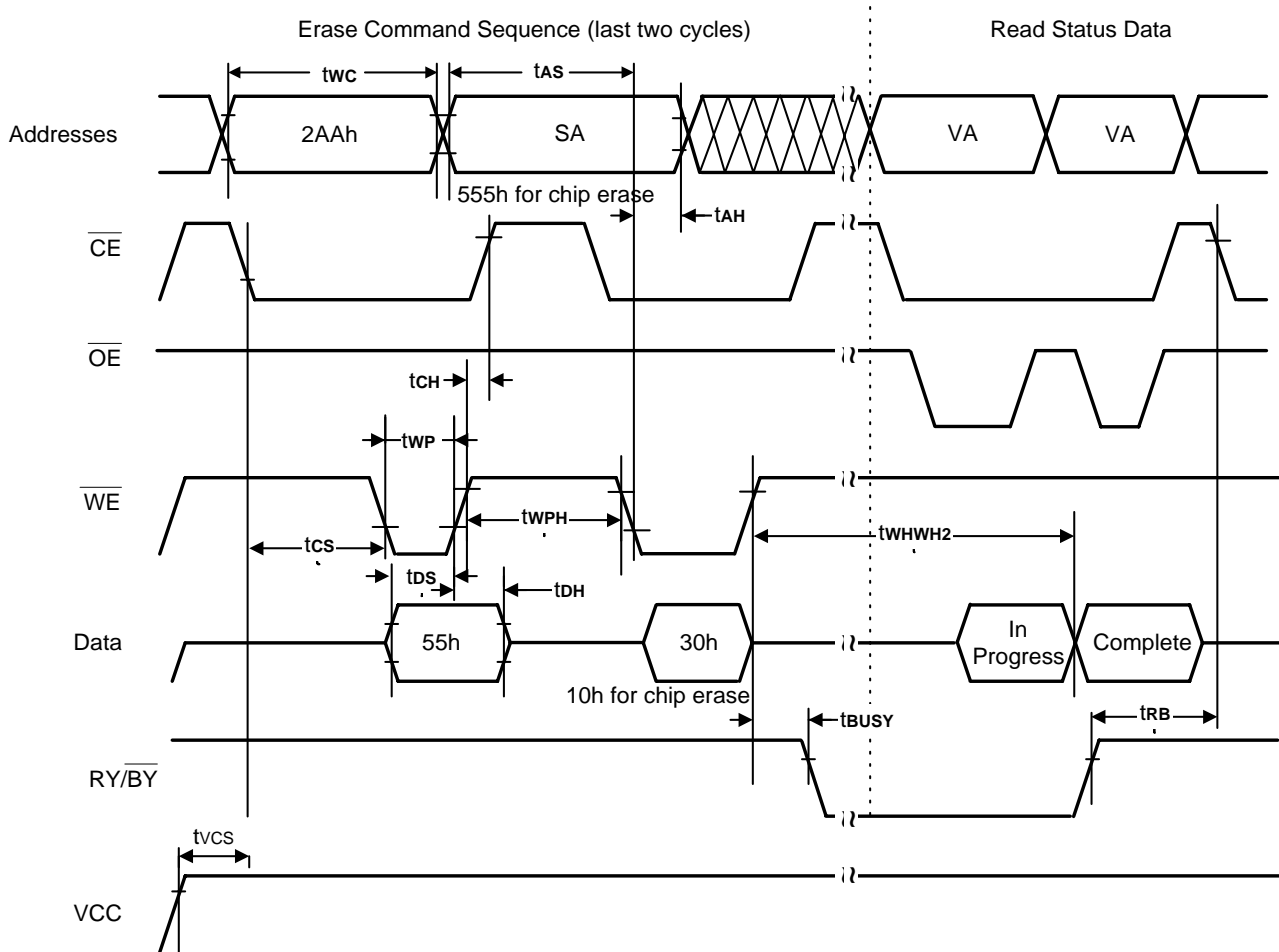 Erase Command Sequence (last two cycles)
Read Status Data
tWC
tAS
Addresses
2AAh
SA
VA
VA
555h for chip erase
tAH
CE
OE
tCH
tWP
WE
tWPH
tWHWH2
tCS
tDS
tDH
Data
55h
30h
In
Progress
Complete
10h for chip erase
tBUSY
tRB
RY/BY
tVCS
VCC